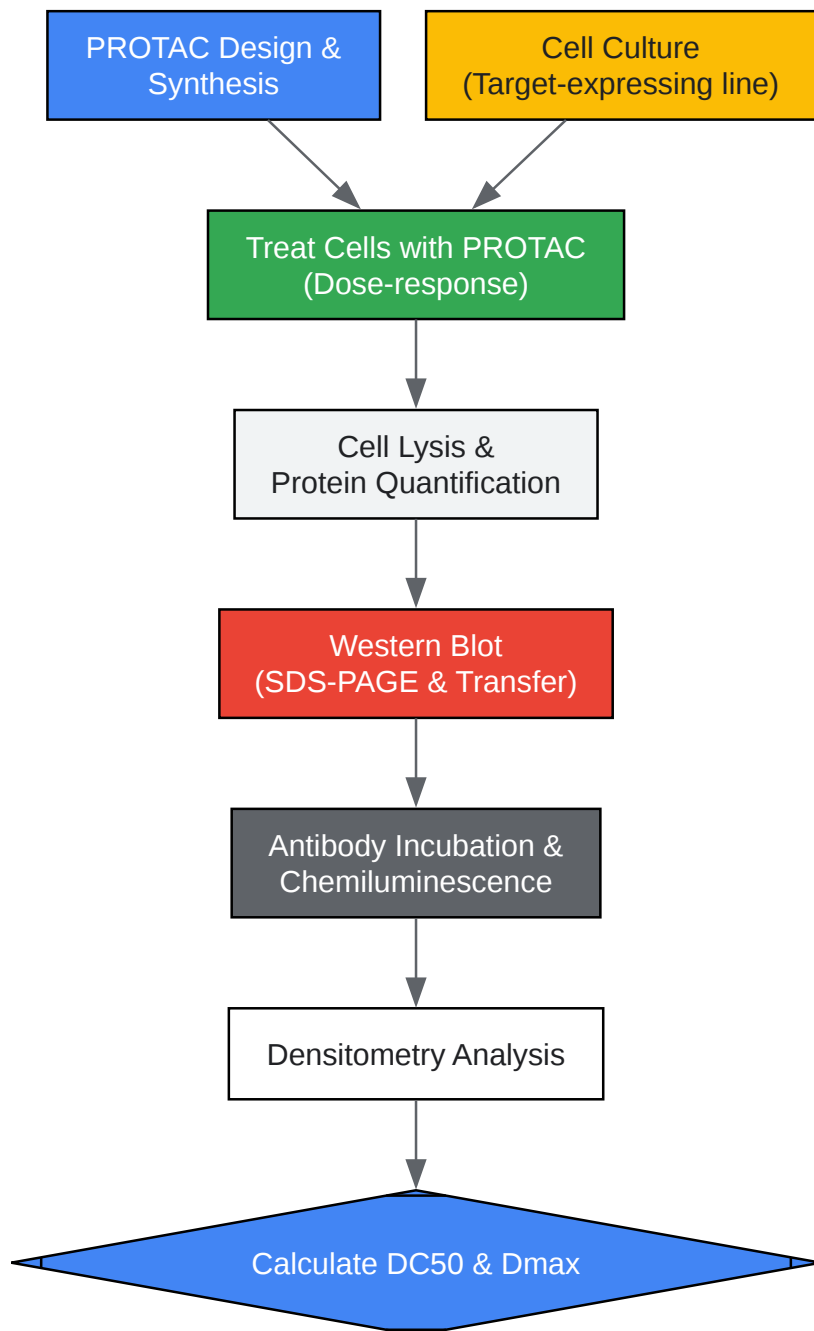 PROTAC Design &
Synthesis
Cell Culture
(Target-expressing line)
Treat Cells with PROTAC
(Dose-response)
Cell Lysis &
Protein Quantification
Western Blot
(SDS-PAGE & Transfer)
Antibody Incubation &
Chemiluminescence
Densitometry Analysis
Calculate DC50 & Dmax